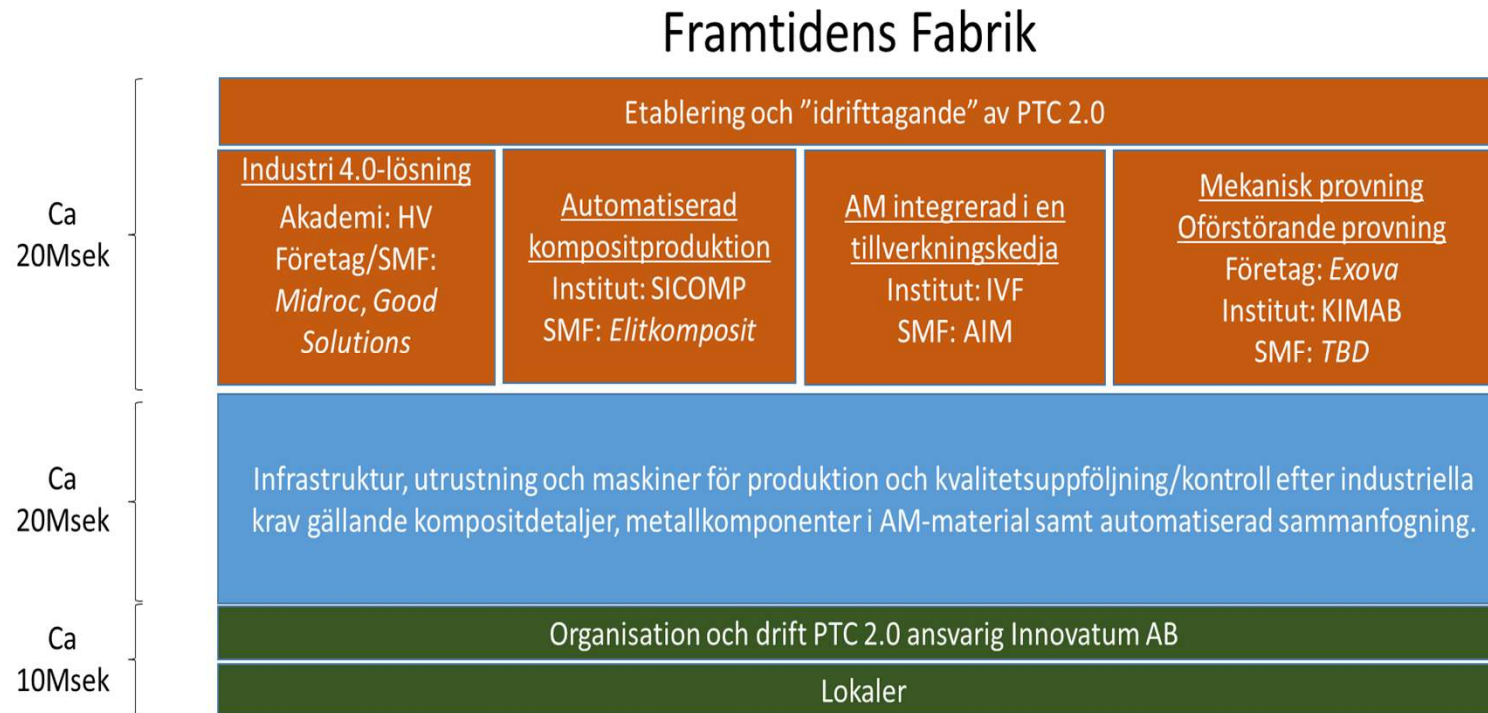 Framtidens Fabrik
Ca
20Msek
Etablering och ”idrifttagande” av PTC 2.0
Industri 4.0-lösning
Akademi: HV
Företag/SMF:
Midroc, Good
Solutions
Automatiserad
kompositproduktion
Institut: SICOMP
SMF: Elitkomposit
AM integrerad i en
tillverkningskedja
Institut: IVF
SMF: AIM
Mekanisk provning
Oförstörande provning
Företag: Exova
Institut: KIMAB
SMF: TBD
Ca
20Msek
Infrastruktur, utrustning och maskiner för produktion och kvalitetsuppföljning/kontroll efter industriella
krav gällande kompositdetaljer, metallkomponenter i AM-material samt automatiserad sammanfogning.
Ca
10Msek
Organisation och drift PTC 2.0 ansvarig Innovatum AB
Lokaler